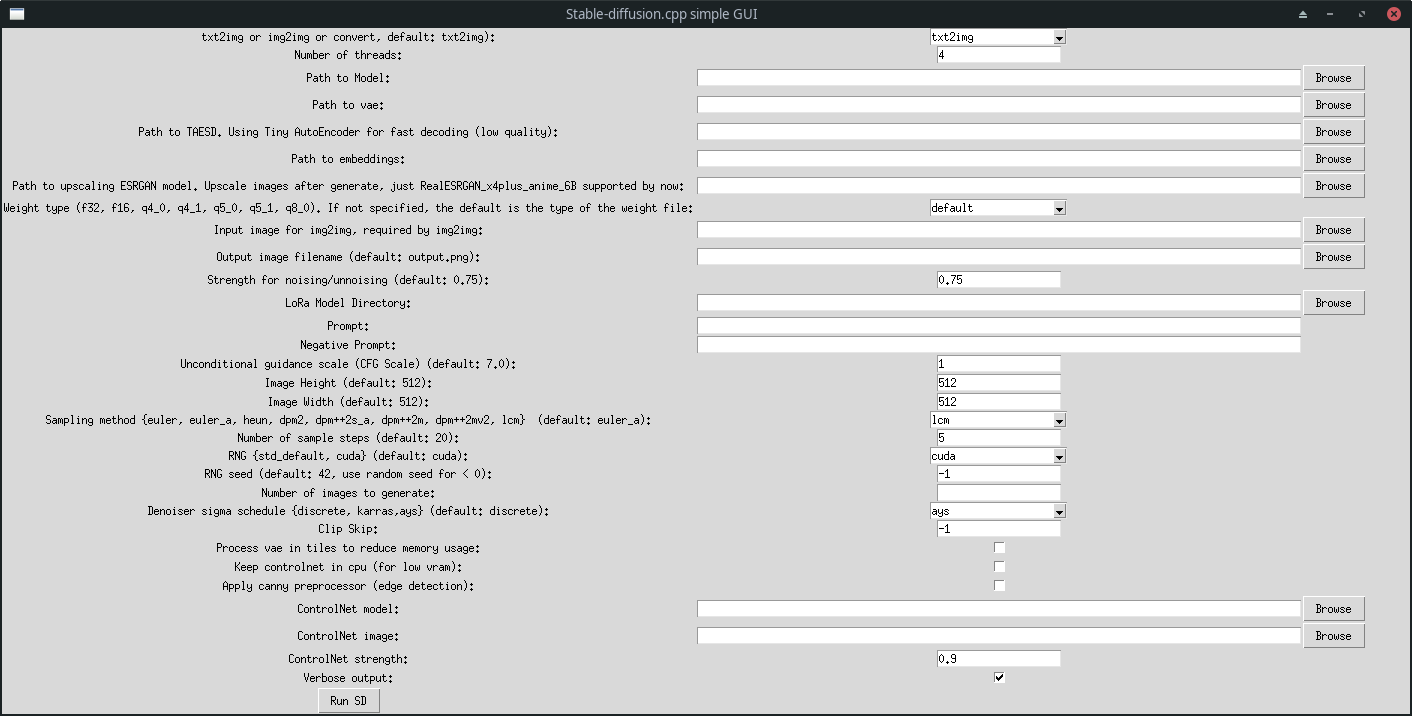 Stable-diffusion.cpp simple GUI
txt2img or img2img or convert, default: txt2img): txt2img
Number of threads: 4
Path to Model: Browse
Path to vae: Browse
Path to TAESD. Using Tiny AutoEncoder for fast decoding (low quality): Browse
Path to embeddings: Browse
Path to upscaling ESRGAN model. Upscale images after generate, just RealESRGAN_x4plus_anime_6B supported by now: Browse
Weight type (f32, f16, q4_0, q4_1, q5_0, q5_1, q8_0). If not specified, the default is the type of the weight file: default
Input image for img2img, required by img2img: Browse
Output image filename (default: output.png): Browse
Strength for noising/unnoising (default: 0.75): 0.75
LoRa Model Directory: Browse
Prompt:
Negative Prompt:
Unconditional guidance scale (CFG Scale) (default: 7.0): 1
Image Height (default: 512): 512
Image Width (default: 512): 512
Sampling method {euler, euler_a, heun, dpm2, dpm++2s_a, dpm++2m, dpm++2mv2, lcm} (default: euler_a): lcm
Number of sample steps (default: 20): 5
RNG {std_default, cuda} (default: cuda): cuda
RNG seed (default: 42, use random seed for < 0): -1
Number of images to generate:
Denoiser sigma schedule {discrete, karras,ays} (default: discrete): ays
Clip Skip: -1
Process vae in tiles to reduce memory usage:
Keep controlnet in cpu (for low vram):
Apply canny preprocessor (edge detection):
ControlNet model: Browse
ControlNet image: Browse
ControlNet strength: 0.9
Verbose output:
Run SD